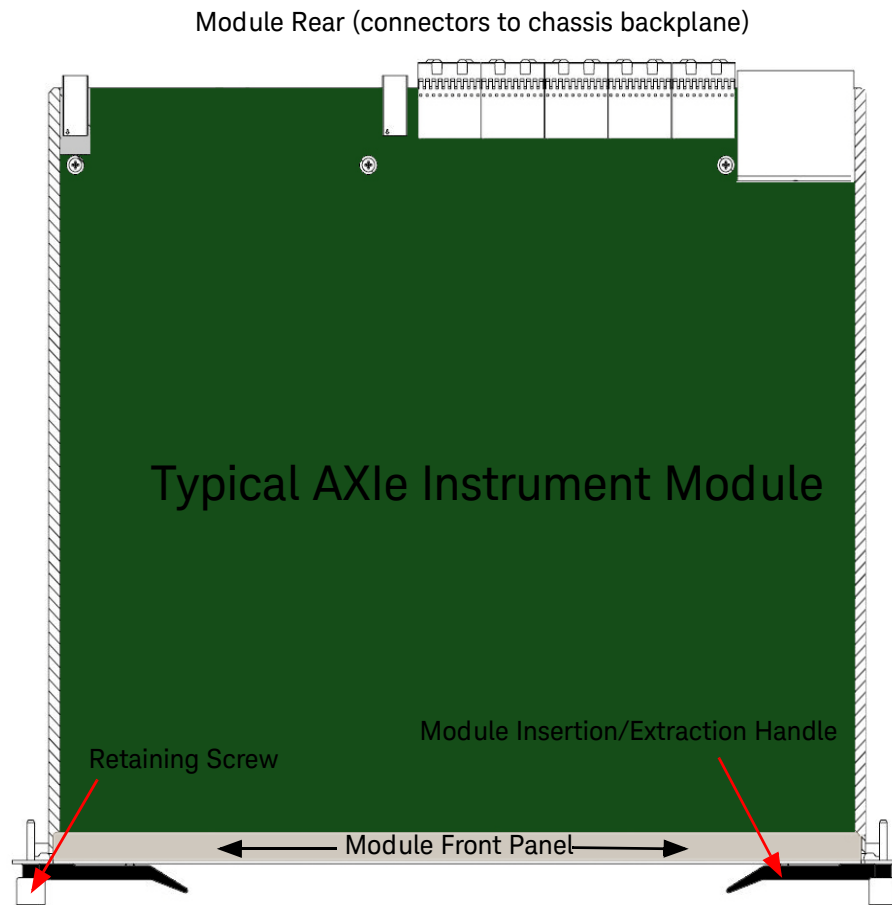 Module Rear (connectors to chassis backplane)
Typical AXIe Instrument Module
Module Insertion/Extraction Handle
Retaining Screw
Module Front Panel